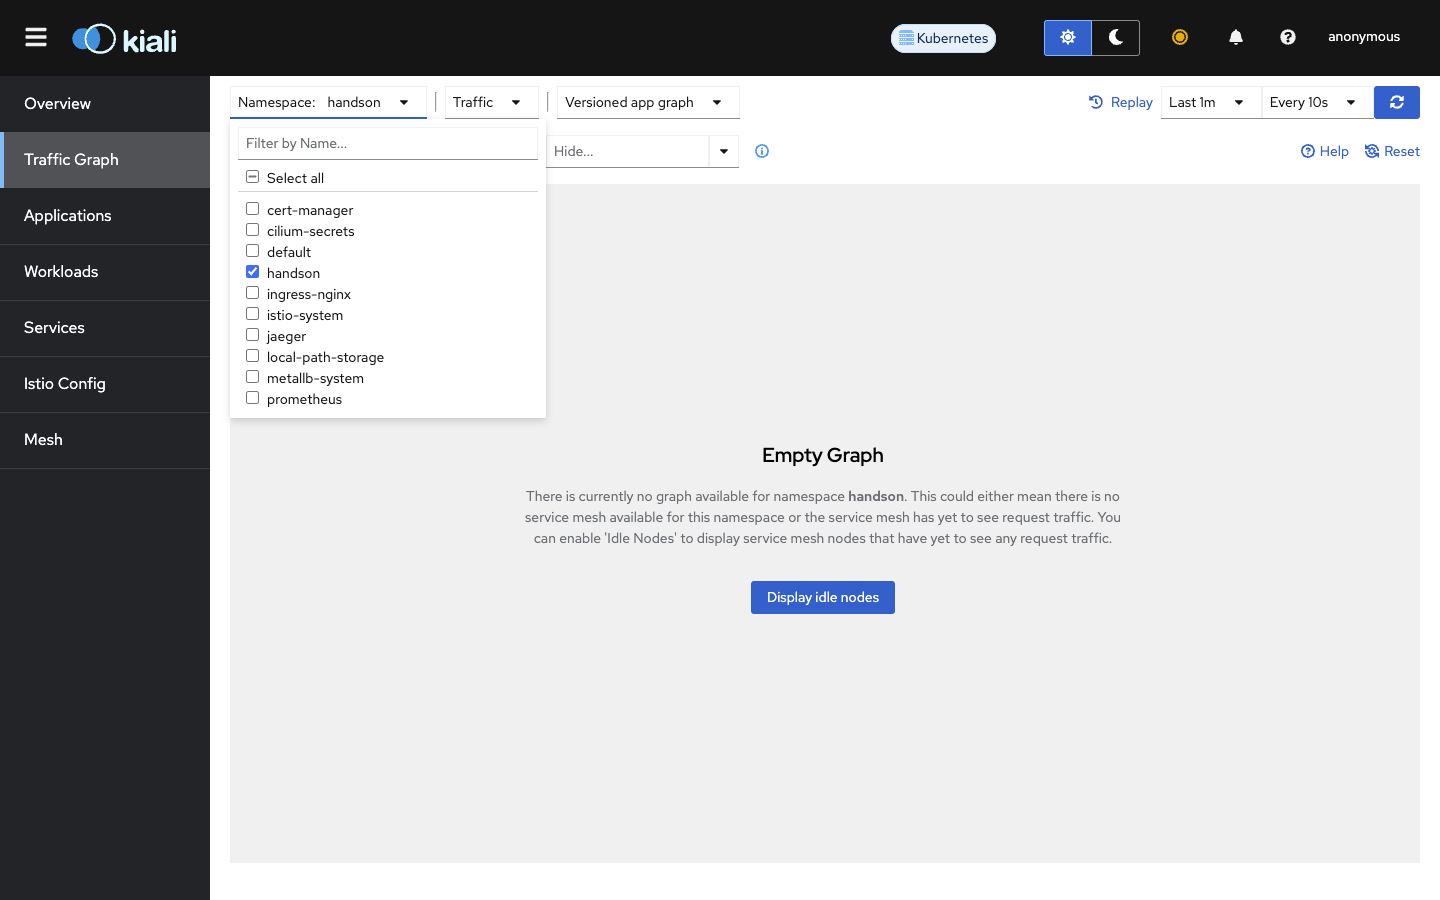 kiali
Kubernetes
anonymous
Overview
Traffic Graph
Applications
Workloads
Services
Istio Config
Mesh
Namespace: handson
Traffic
Versioned app graph
Replay
Last 1m
Every 10s
Filter by Name...
Hide...
Help
Reset
Select all
cert-manager
cilium-secrets
default
handson
ingress-nginx
istio-system
jaeger
local-path-storage
metallb-system
prometheus
Empty Graph
There is currently no graph available for namespace handson. This could either mean there is no
service mesh available for this namespace or the service mesh has yet to see request traffic. You
can enable 'Idle Nodes' to display service mesh nodes that have yet to see any request traffic.
Display idle nodes